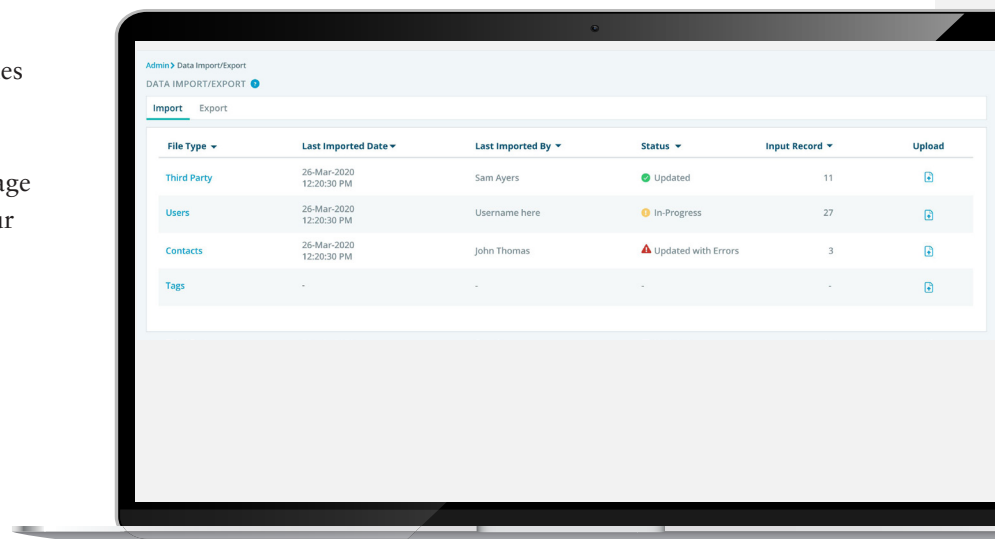 es
age
ur
Admin > Data Import/Export
DATA IMPORT/EXPORT ?
Import Export
File Type Last Imported Date Last Imported By Status Input Record Upload
Third Party 26-Mar-2020 12:20:30 PM Sam Ayers Updated 11
Users 26-Mar-2020 12:20:30 PM Username here In-Progress 27
Contacts 26-Mar-2020 12:20:30 PM John Thomas Updated with Errors 3
Tags - - - -